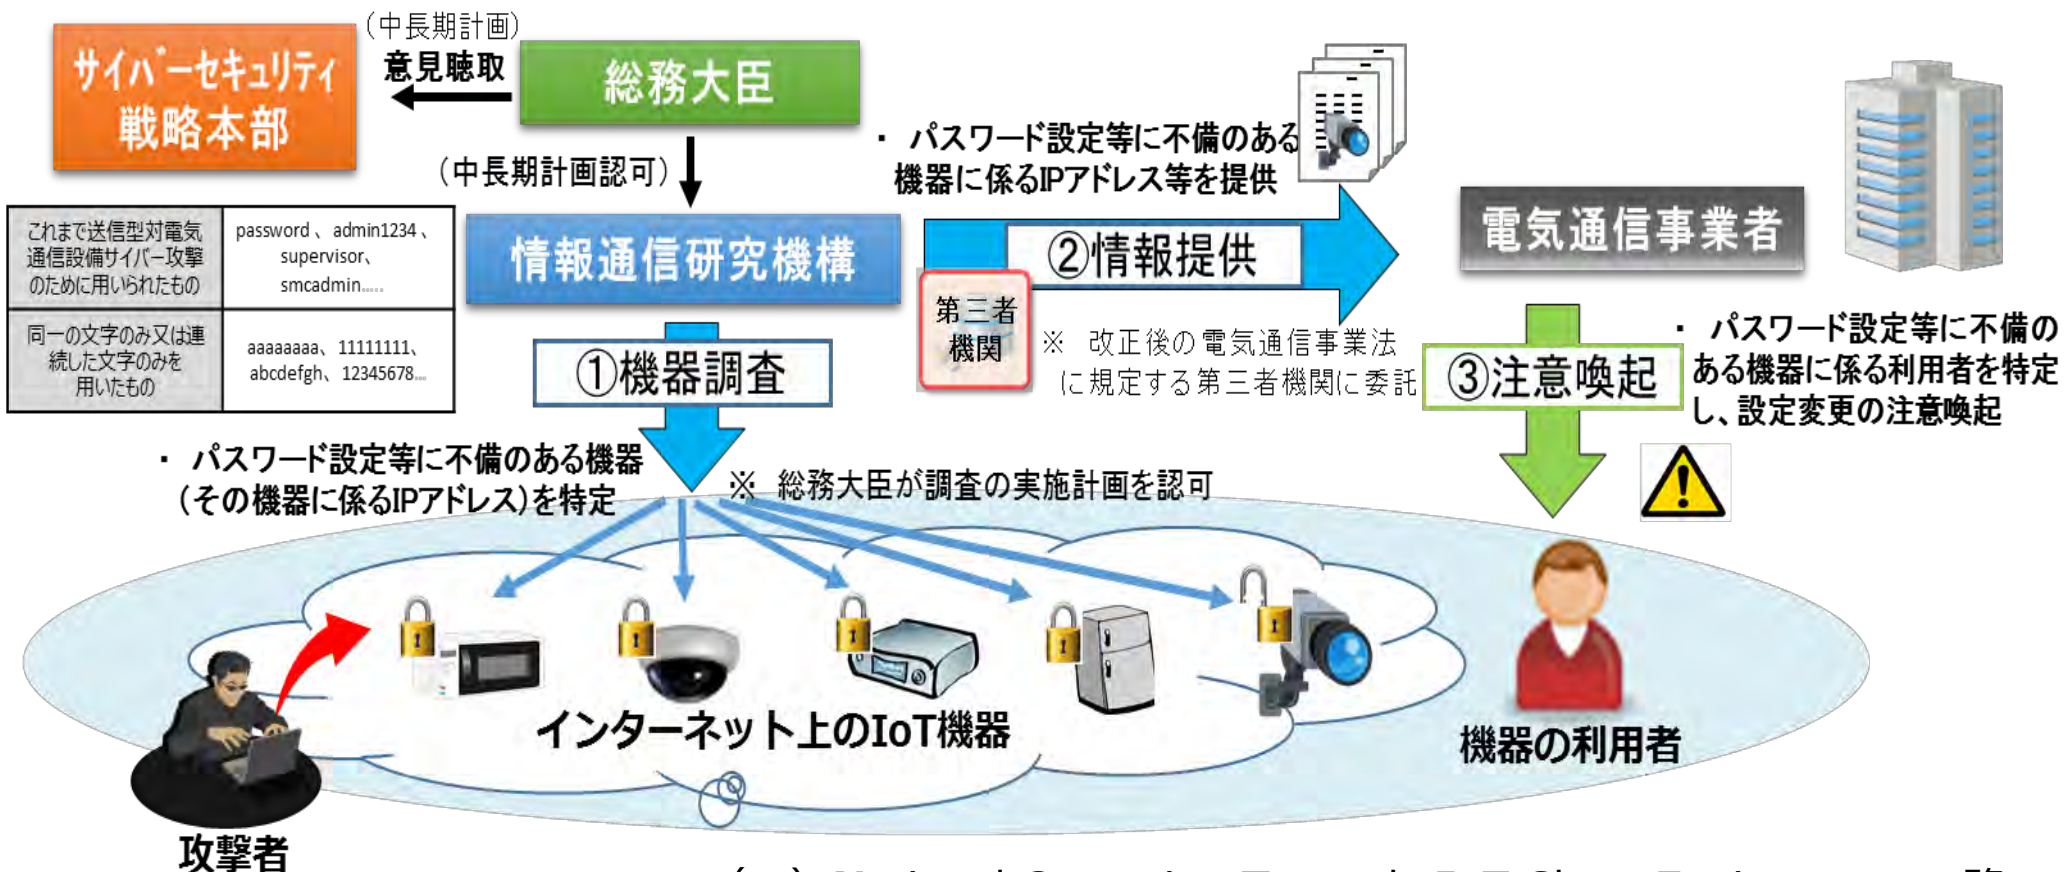 (中長期計画)
サイバーセキュリティ
戦略本部
意見聴取
総務大臣
(中長期計画認可)
・ パスワード設定等に不備のある
機器に係るIPアドレス等を提供
これまで送信型対電気
通信設備サイバー攻撃
のために用いられたもの
password 、admin1234 、
supervisor、
smcadmin.....
同一の文字のみ又は連
続した文字のみを
用いたもの
aaaaaaaa、11111111、
abcdefgh、12345678...
情報通信研究機構
②情報提供
電気通信事業者
第三者
機関
※ 改正後の電気通信事業法
に規定する第三者機関に委託
①機器調査
③注意喚起
・ パスワード設定等に不備の
ある機器に係る利用者を特定
し、設定変更の注意喚起
・ パスワード設定等に不備のある機器
(その機器に係るIPアドレス)を特定
※ 総務大臣が調査の実施計画を認可
インターネット上のIoT機器
機器の利用者
攻撃者